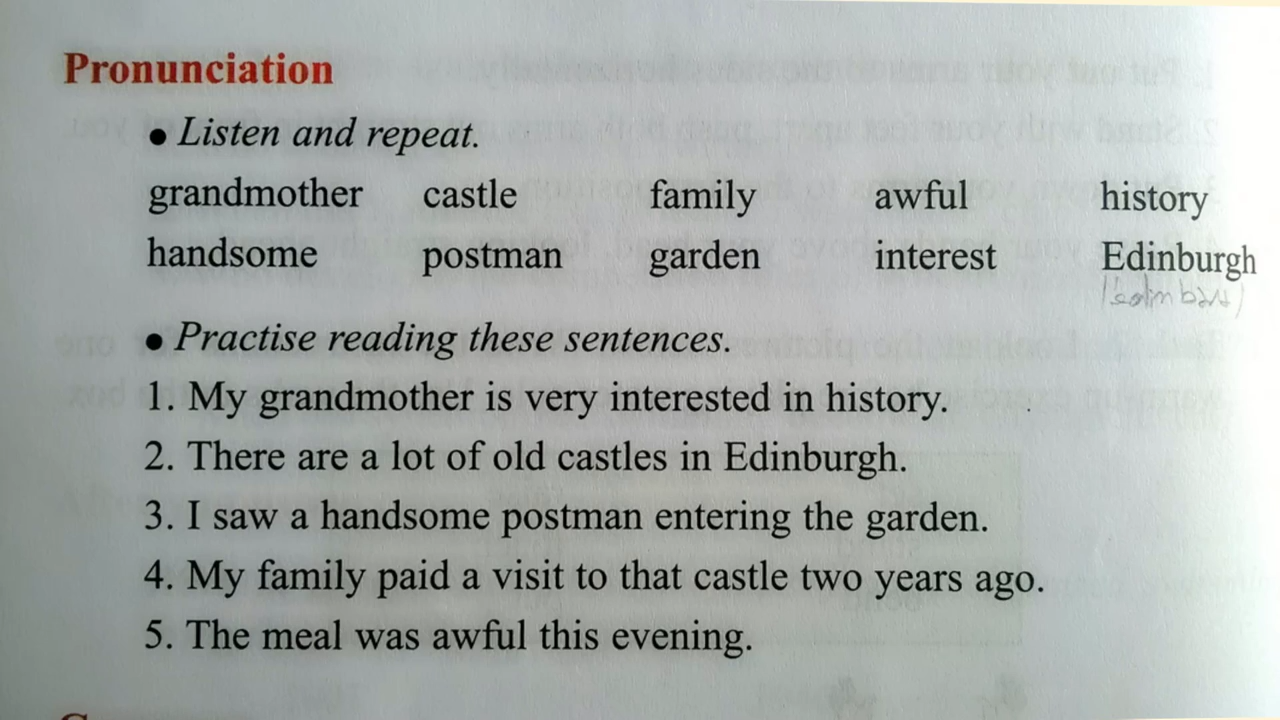 Pronunciation
• Listen and repeat.
grandmother castle family awful history
handsome postman garden interest Edinburgh
• Practise reading these sentences.
1. My grandmother is very interested in history.
2. There are a lot of old castles in Edinburgh.
3. I saw a handsome postman entering the garden.
4. My family paid a visit to that castle two years ago.
5. The meal was awful this evening.